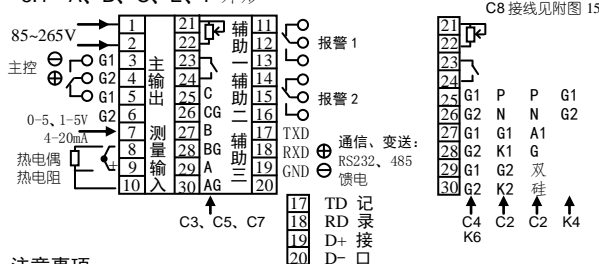 C8 接线见附图 15
85~265V
主控
G1
G2
G1
G2
0-5、1-5V
4-20mA
热电偶
热电阻
1
2
3
4
5
6
7
8
9
10
主输出
测量输入
21
22
23
24
25 C
26 CG
27 B
28 BG
29 A
30 AG
辅助一
辅助二
辅助三
11
12
13
14
15
16
17 TXD
18 RXD
19 GND
20
报警 1
报警 2
通信、变送:
RS232、485
馈电
C3、C5、C7
17 TD 记
18 RD 录
19 D+ 接
20 D- 口
21
22
23
24
25 G1 P P G1
26 G2 N N G2
27 G1 G1 A1
28 G2 K1 G
29 G1 G2 双
30 G2 K2 硅
C4 C2 C2 K4
K6